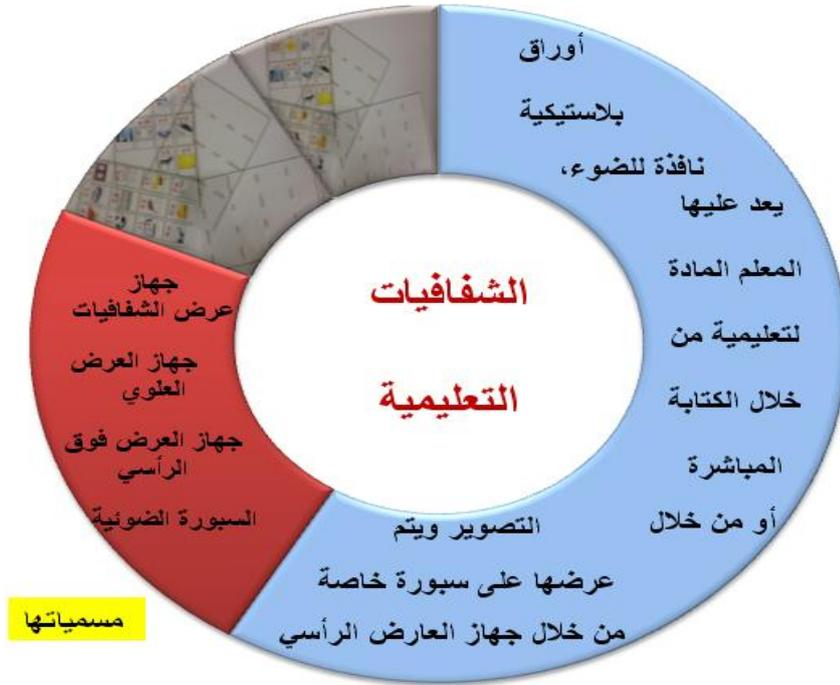 الشفافيات
التعليمية
أوراق
بلاستيكية
نافذة للضوء،
يعد عليها
المعلم المادة
لتعليمية من
خلال الكتابة
المباشرة
أو من خلال
التصوير ويتم
عرضها على سبورة خاصة
من خلال جهاز العارض الرأسي
جهاز
عرض الشفافيات
جهاز العرض
العلوي
جهاز العرض فوق
الرأسي
السبورة الضوئية
مسمياتها